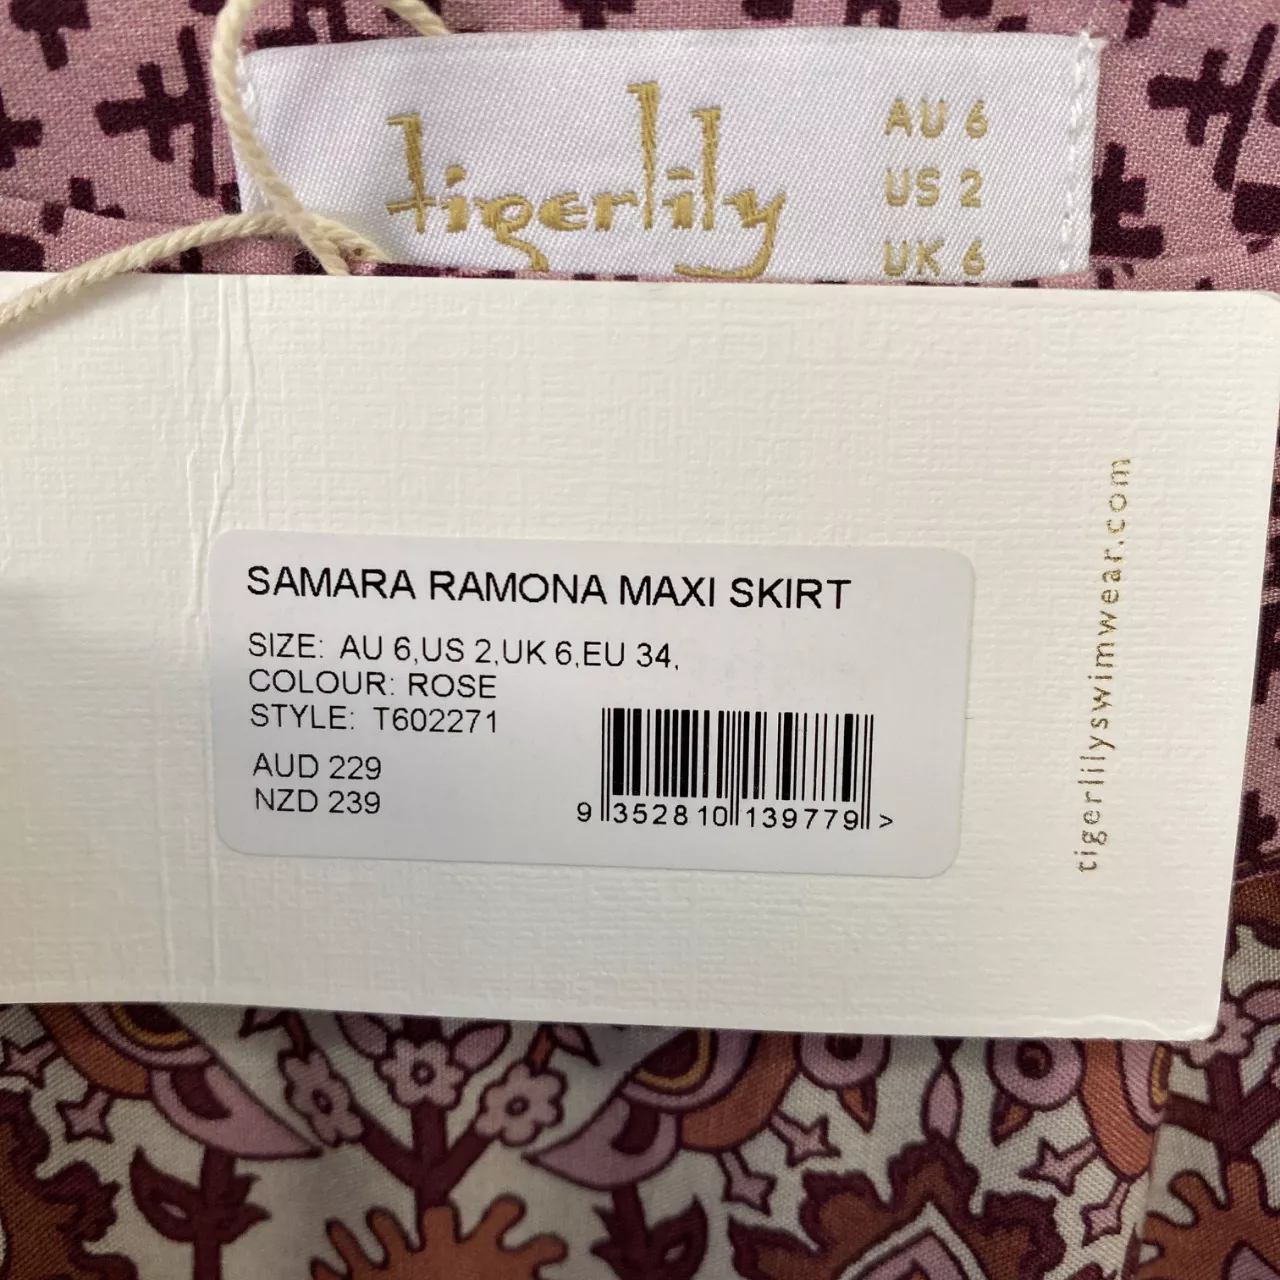 tigerlily
AU 6
US 2
UK 6
SAMARA RAMONA MAXI SKIRT
SIZE: AU 6,US 2,UK 6,EU 34,
COLOUR: ROSE
STYLE: T602271
AUD 229
NZD 239
9 352810 139779 >
tigerlilyswimwear.com